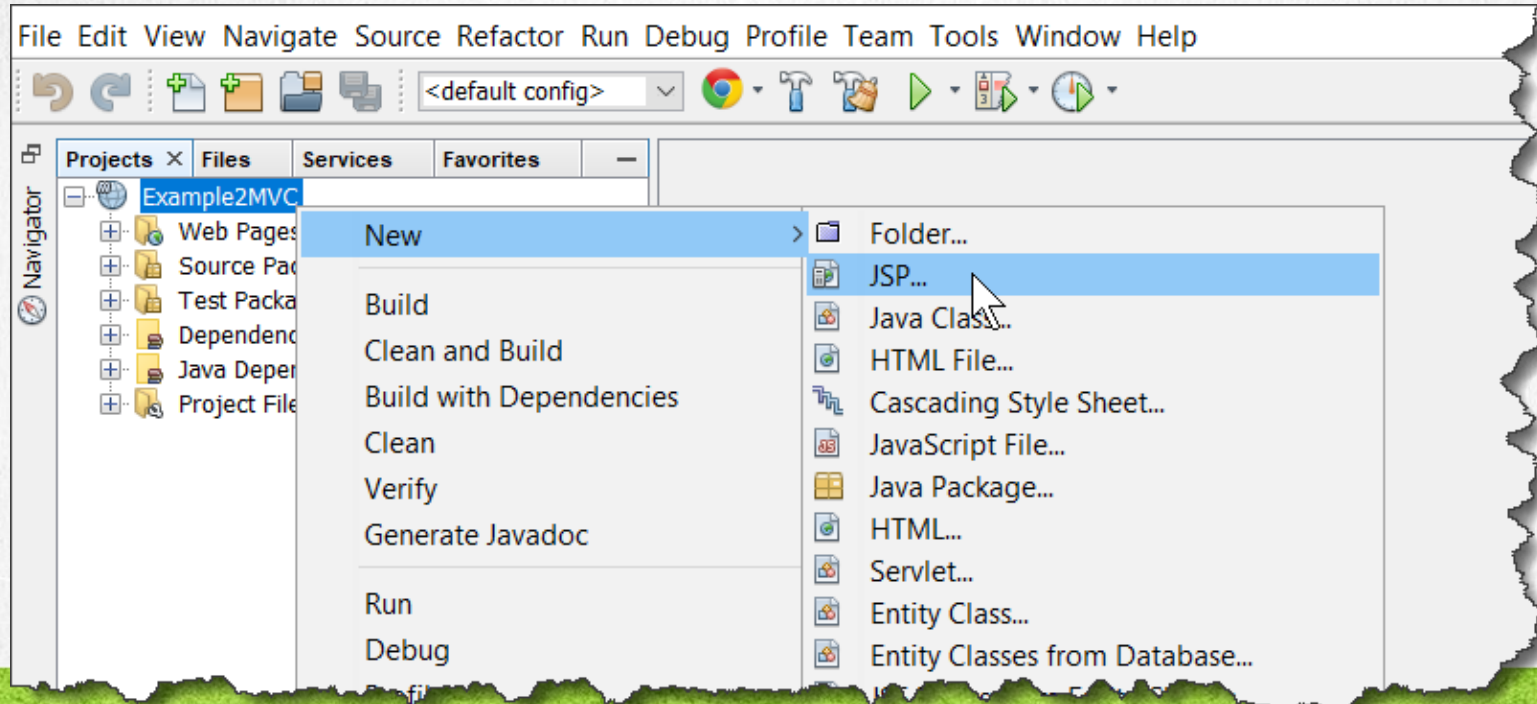 File Edit View Navigate Source Refactor Run Debug Profile Team Tools Window Help
<default config>
Projects Files Services Favorites
Navigator
Example2MVC
Web Pages
Source Pac
Test Packa
Dependenc
Java Deper
Project File
New
Build
Clean and Build
Build with Dependencies
Clean
Verify
Generate Javadoc
Run
Debug
Folder...
JSP...
Java Class...
HTML File...
Cascading Style Sheet...
JavaScript File...
Java Package...
HTML...
Servlet...
Entity Class...
Entity Classes from Database...